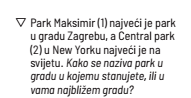 ▽ Park Maksimir (1) najveći je park
u gradu Zagrebu, a Central park
(2) u New Yorku najveći je na
svijetu. Kako se naziva park u
gradu u kojemu stanujete, ili u
vama najbližem gradu?